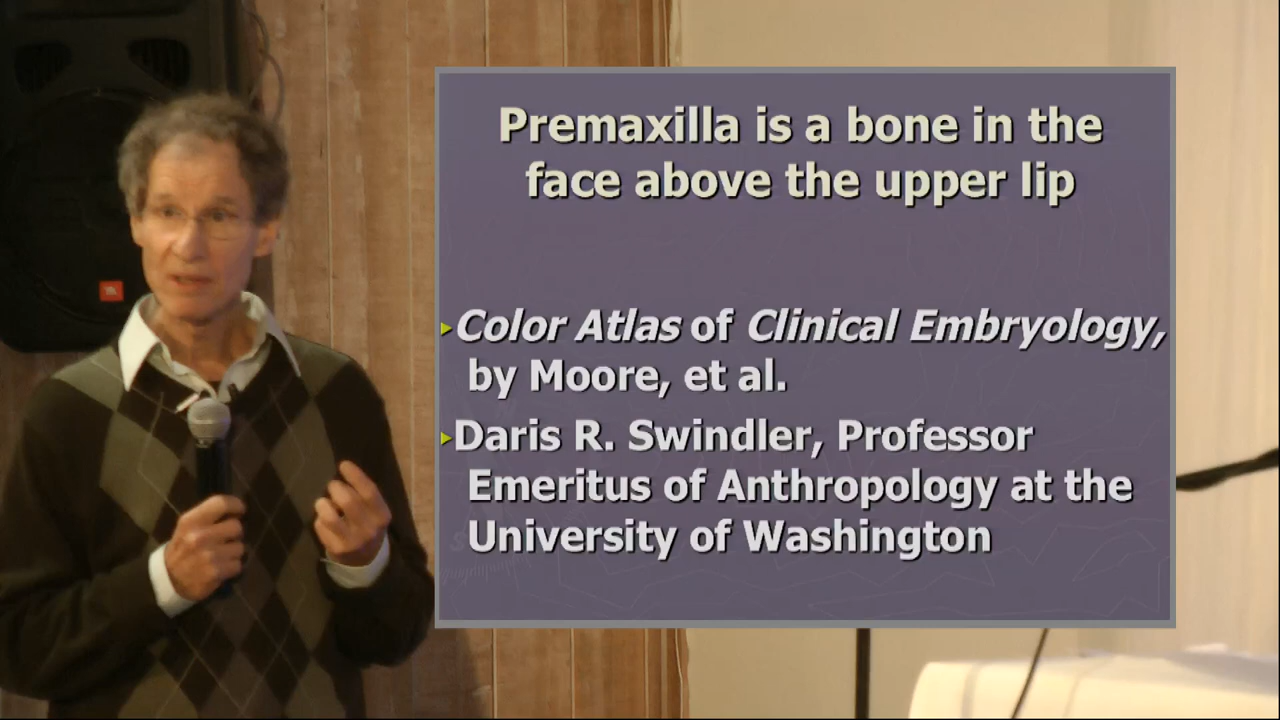 Premaxilla is a bone in the
face above the upper lip
Color Atlas of Clinical Embryology,
by Moore, et al.
Daris R. Swindler, Professor
Emeritus of Anthropology at the
University of Washington